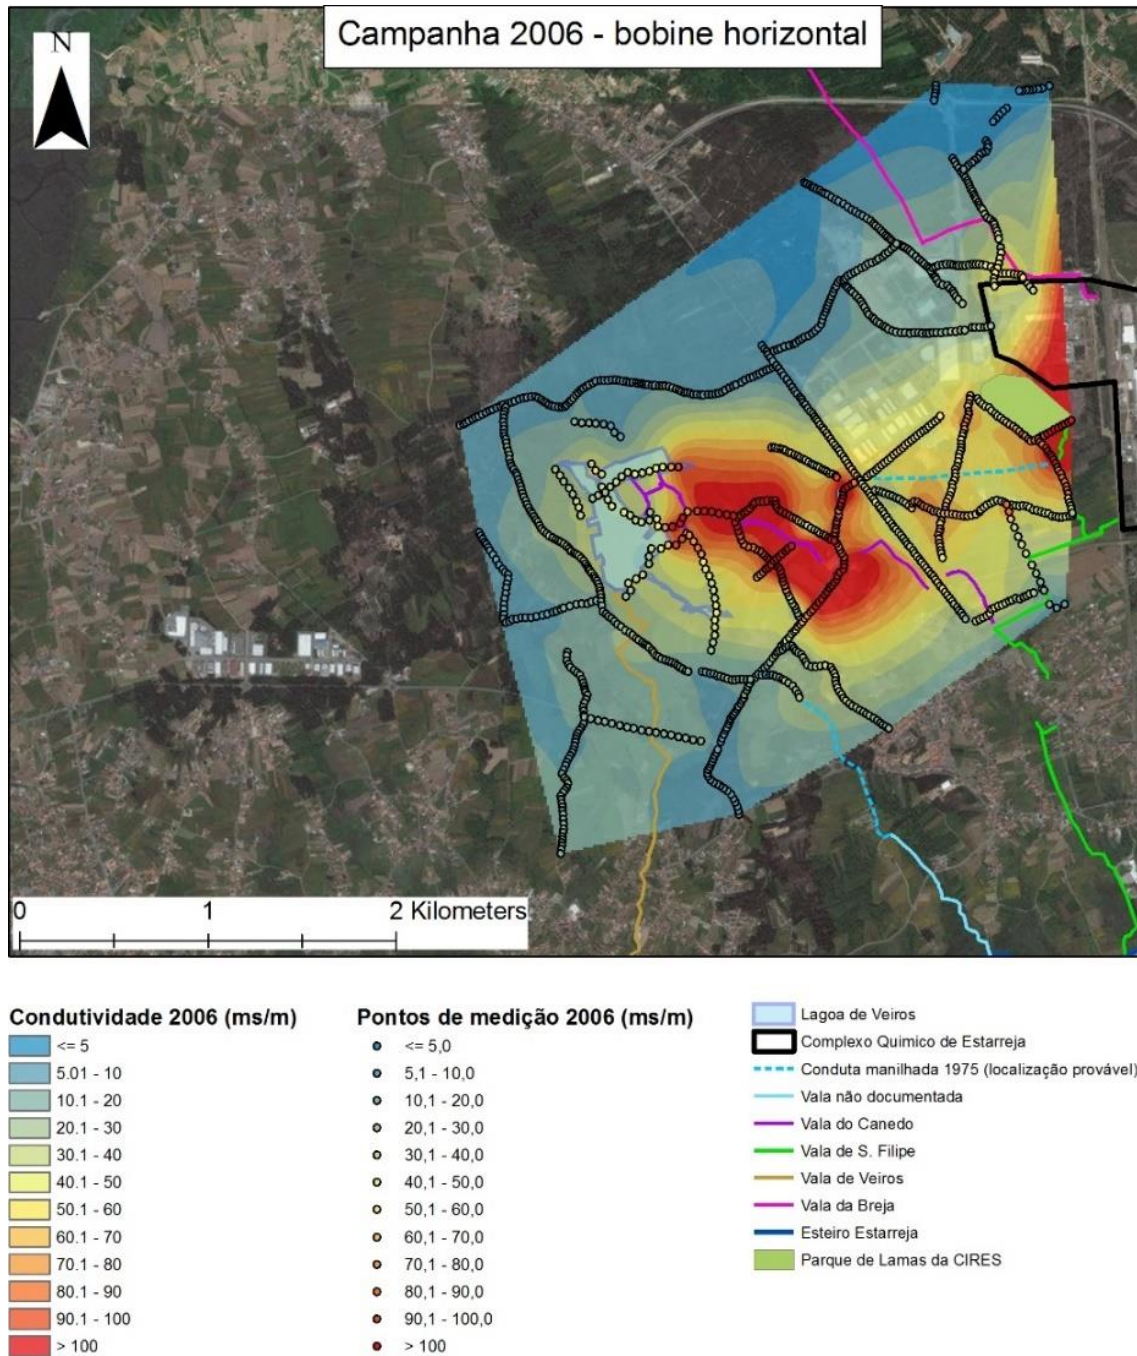 Campanha 2006 - bobine horizontal
N
0 1 2 Kilometers
Condutividade 2006 (ms/m)
<= 5
5.01 - 10
10.1 - 20
20.1 - 30
30.1 - 40
40.1 - 50
50.1 - 60
60.1 - 70
70.1 - 80
80.1 - 90
90.1 - 100
> 100
Pontos de medição 2006 (ms/m)
<= 5,0
5,1 - 10,0
10,1 - 20,0
20,1 - 30,0
30,1 - 40,0
40,1 - 50,0
50,1 - 60,0
60,1 - 70,0
70,1 - 80,0
80,1 - 90,0
90,1 - 100,0
> 100
Lagoa de Veiros
Complexo Quimico de Estarreja
Conduta manilhada 1975 (localização provável)
Vala não documentada
Vala do Canedo
Vala de S. Filipe
Vala de Veiros
Vala da Breja
Esteiro Estarreja
Parque de Lamas da CIRES